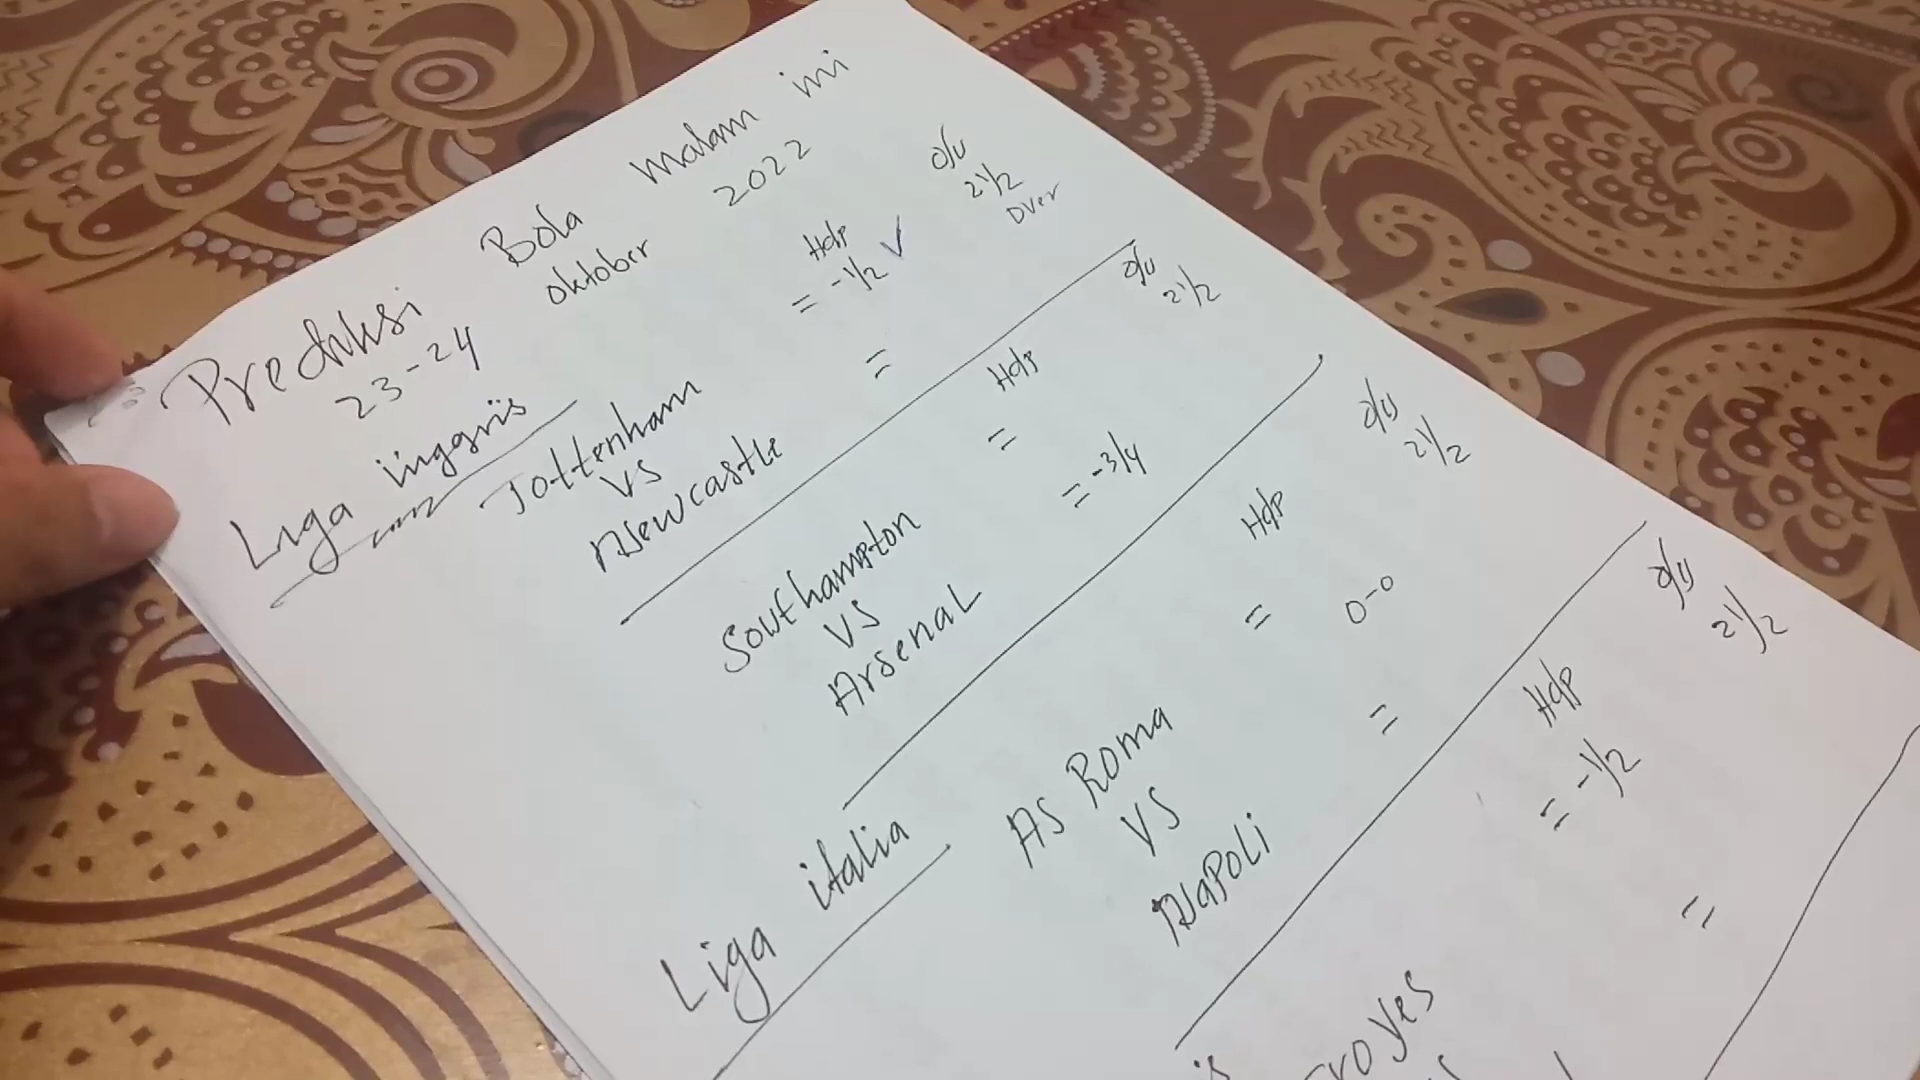 Prediksi Bola Malam ini
23-24 Oktober 2022
Liga inggris
Hdp O/U
Tottenham = -1/2 ✓ 2 1/2
VS Over
Newcastle =
Hdp O/U
Southampton = 2 1/2
VS
Arsenal = -3/4
Liga italia
Hdp O/U
AS Roma = 2 1/2
VS 0-0
Napoli =
Hdp O/U
= -1/2 2 1/2
=